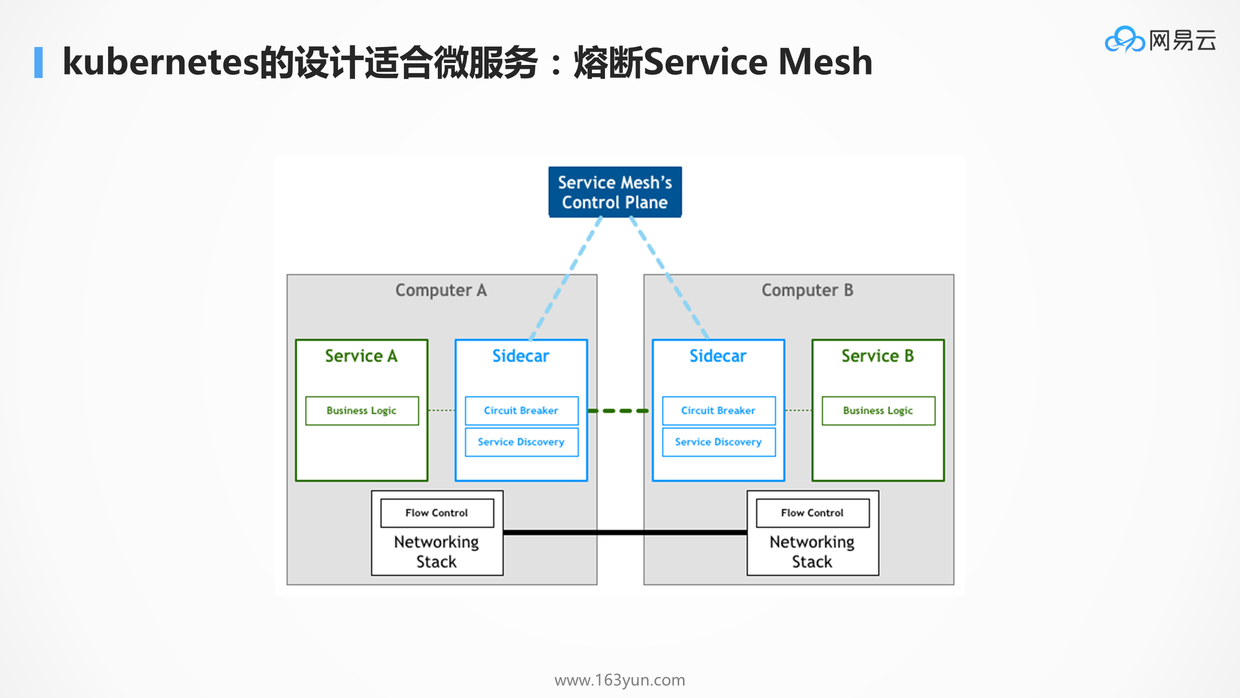 kubernetes的设计适合微服务：熔断Service Mesh
网易云
Service Mesh's
Control Plane
Computer A
Computer B
Service A
Sidecar
Sidecar
Service B
Business Logic
Circuit Breaker
Circuit Breaker
Business Logic
Service Discovery
Service Discovery
Flow Control
Networking
Stack
Flow Control
Networking
Stack
www.163yun.com